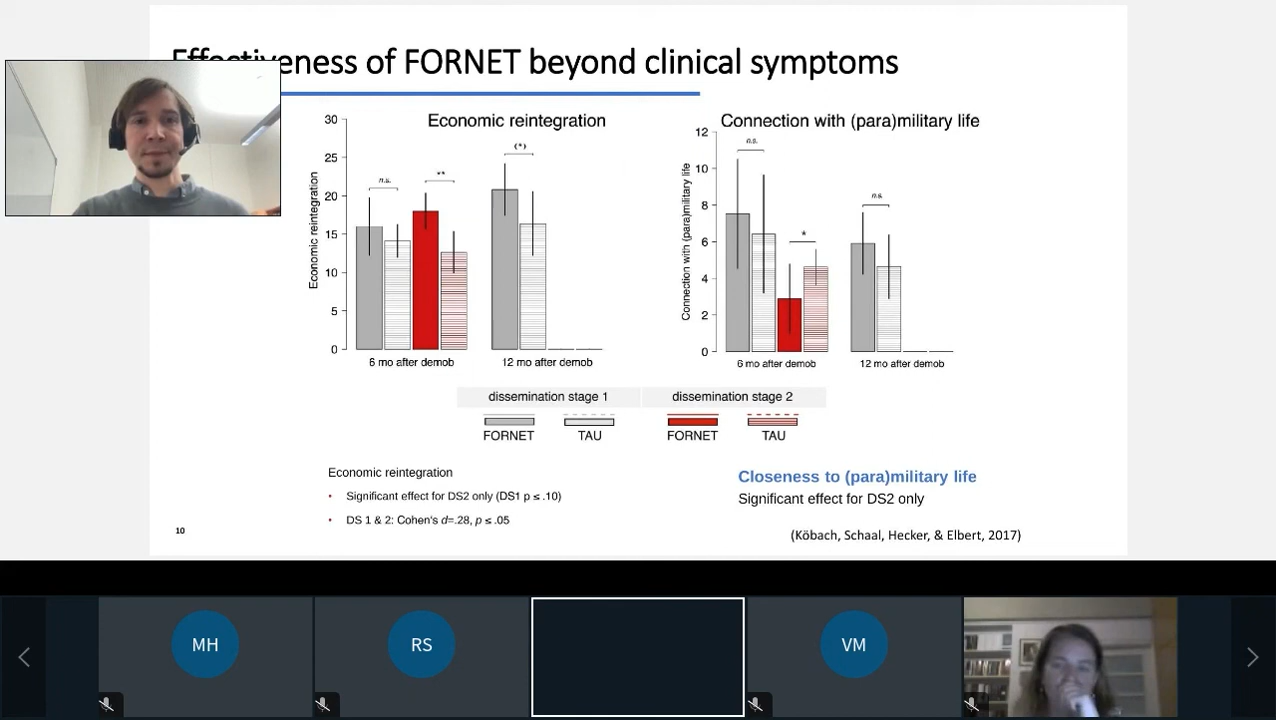 Effectiveness of FORNET beyond clinical symptoms
Economic reintegration
Economic reintegration
30
25
20
15
10
5
0
n.s.
**
(*)
6 mo after demob
12 mo after demob
Connection with (para)military life
Connection with (para)military life
12
10
8
6
4
2
0
n.s.
*
n.s.
6 mo after demob
12 mo after demob
dissemination stage 1
dissemination stage 2
FORNET
TAU
FORNET
TAU
Economic reintegration
• Significant effect for DS2 only (DS1 p ≤ .10)
• DS 1 & 2: Cohen's d=.28, p ≤ .05
Closeness to (para)military life
Significant effect for DS2 only
10
(Köbach, Schaal, Hecker, & Elbert, 2017)
MH
RS
VM